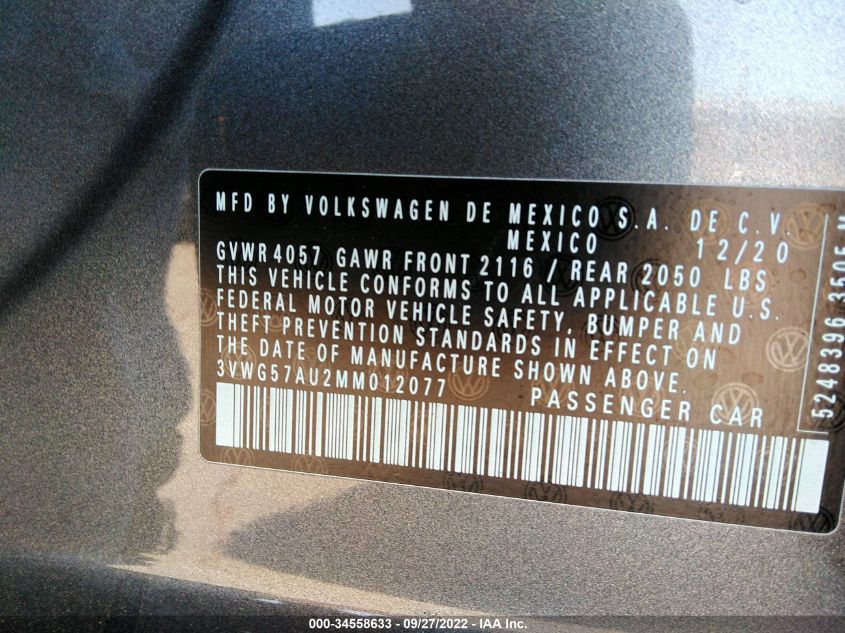 MFD BY VOLKSWAGEN DE MEXICO S.A. DE C.V.
MEXICO 12/20
GVWR 4057 GAWR FRONT 2116 / REAR 2050 LBS
THIS VEHICLE CONFORMS TO ALL APPLICABLE U.S.
FEDERAL MOTOR VEHICLE SAFETY, BUMPER AND
THEFT PREVENTION STANDARDS IN EFFECT ON
THE DATE OF MANUFACTURE SHOWN ABOVE.
3VWG57AU2MM012077 PASSENGER CAR
5248396 3505
000-34558633 - 09/27/2022 - IAAI.COM